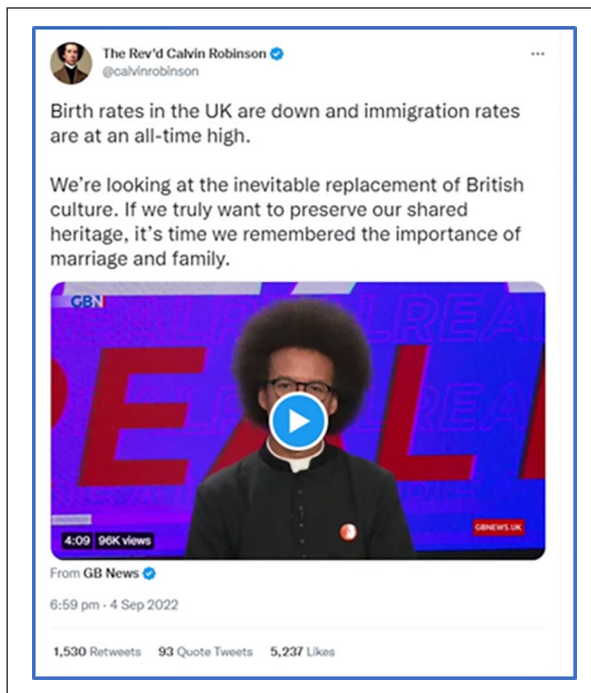 The Rev'd Calvin Robinson
@calvinrobinson
...
Birth rates in the UK are down and immigration rates
are at an all-time high.
We're looking at the inevitable replacement of British
culture. If we truly want to preserve our shared
heritage, it's time we remembered the importance of
marriage and family.
GBN
REAL
GBNEWS.UK
4:09 96K views
From GB News
6:59 pm · 4 Sep 2022
1,530 Retweets 93 Quote Tweets 5,237 Likes